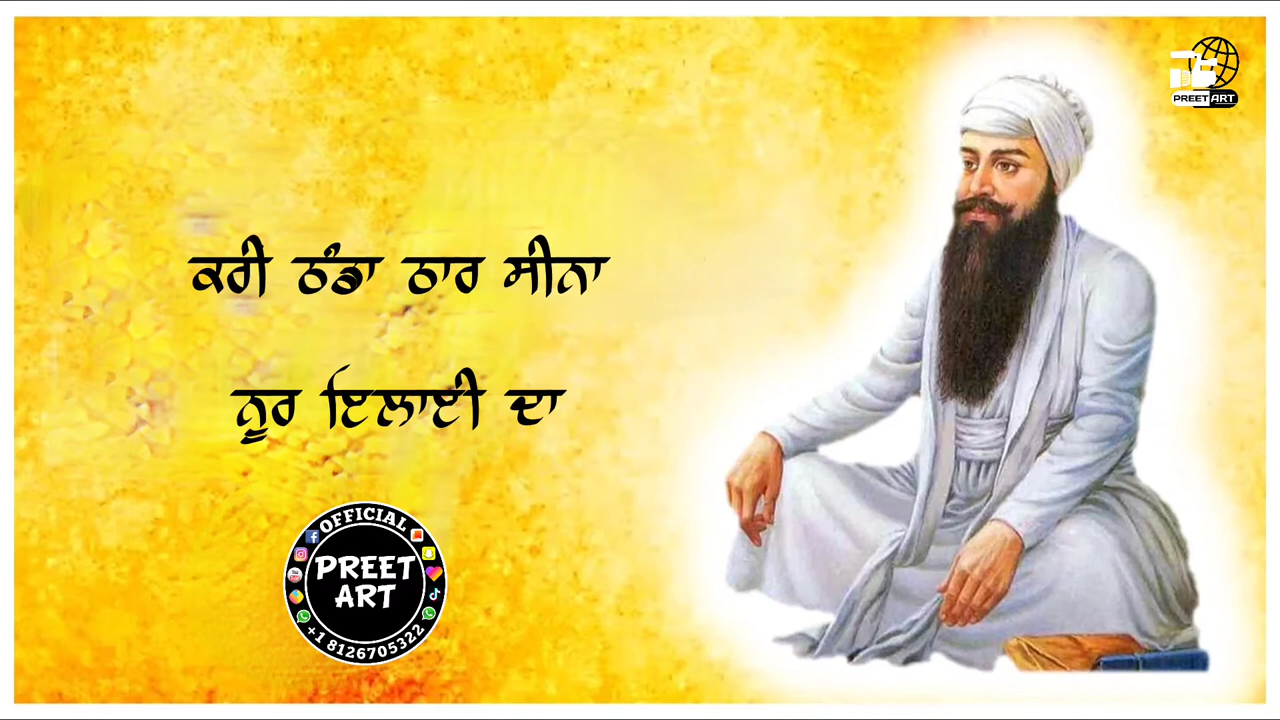 PREET ART
ਕਰੀ ਠੰਡਾ ਠਾਰ ਸੀਨਾ
ਨੂਰ ਇਲਾਈ ਦਾ
OFFICIAL
PREET
ART
+1 8126705322